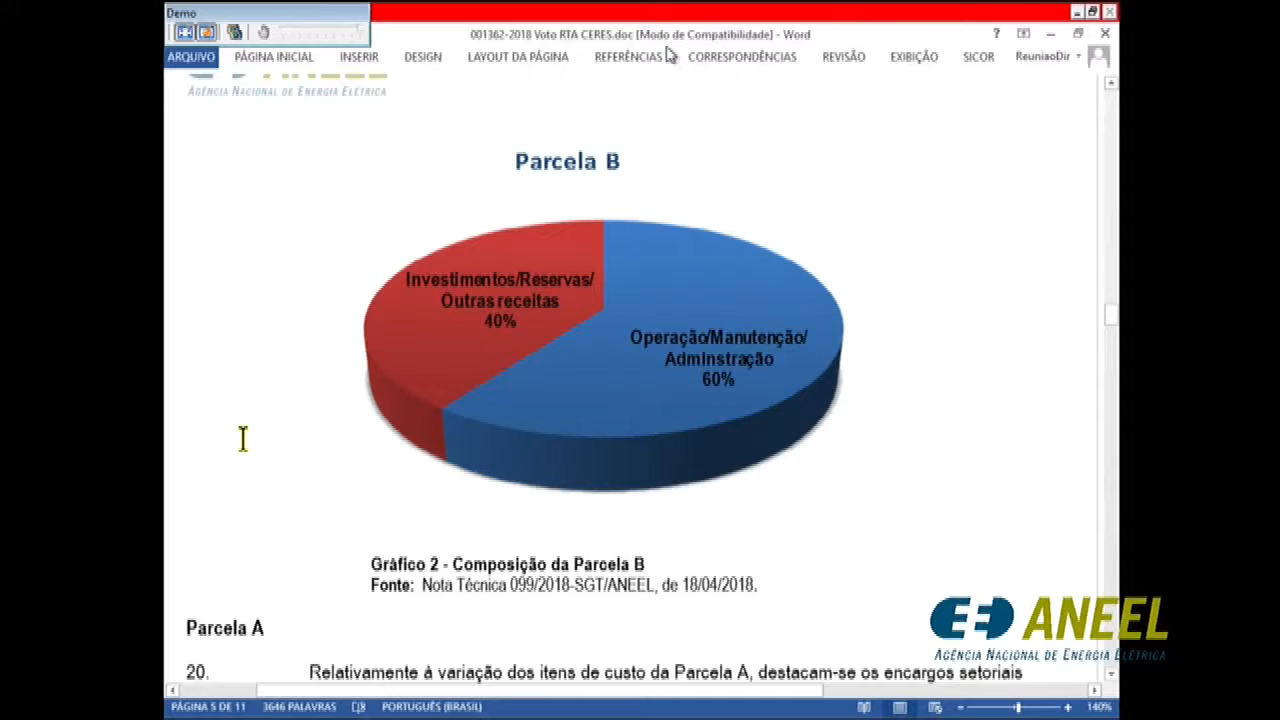 Demo
001362-2018 Voto RTA CERES.doc [Modo de Compatibilidade] - Word
ARQUIVO PÁGINA INICIAL INSERIR DESIGN LAYOUT DA PÁGINA REFERÊNCIAS CORRESPONDÊNCIAS REVISÃO EXIBIÇÃO SICOR ReuniaoDir
AGÊNCIA NACIONAL DE ENERGIA ELÉTRICA
Parcela B
Investimentos/Reservas/
Outras receitas
40%
Operação/Manutenção/
Adminstração
60%
Gráfico 2 - Composição da Parcela B
Fonte: Nota Técnica 099/2018-SGT/ANEEL, de 18/04/2018.
Parcela A
20. Relativamente à variação dos itens de custo da Parcela A, destacam-se os encargos setoriais
ANEEL
AGÊNCIA NACIONAL DE ENERGIA ELÉTRICA
PÁGINA 5 DE 11 3646 PALAVRAS PORTUGUÊS (BRASIL) 140%